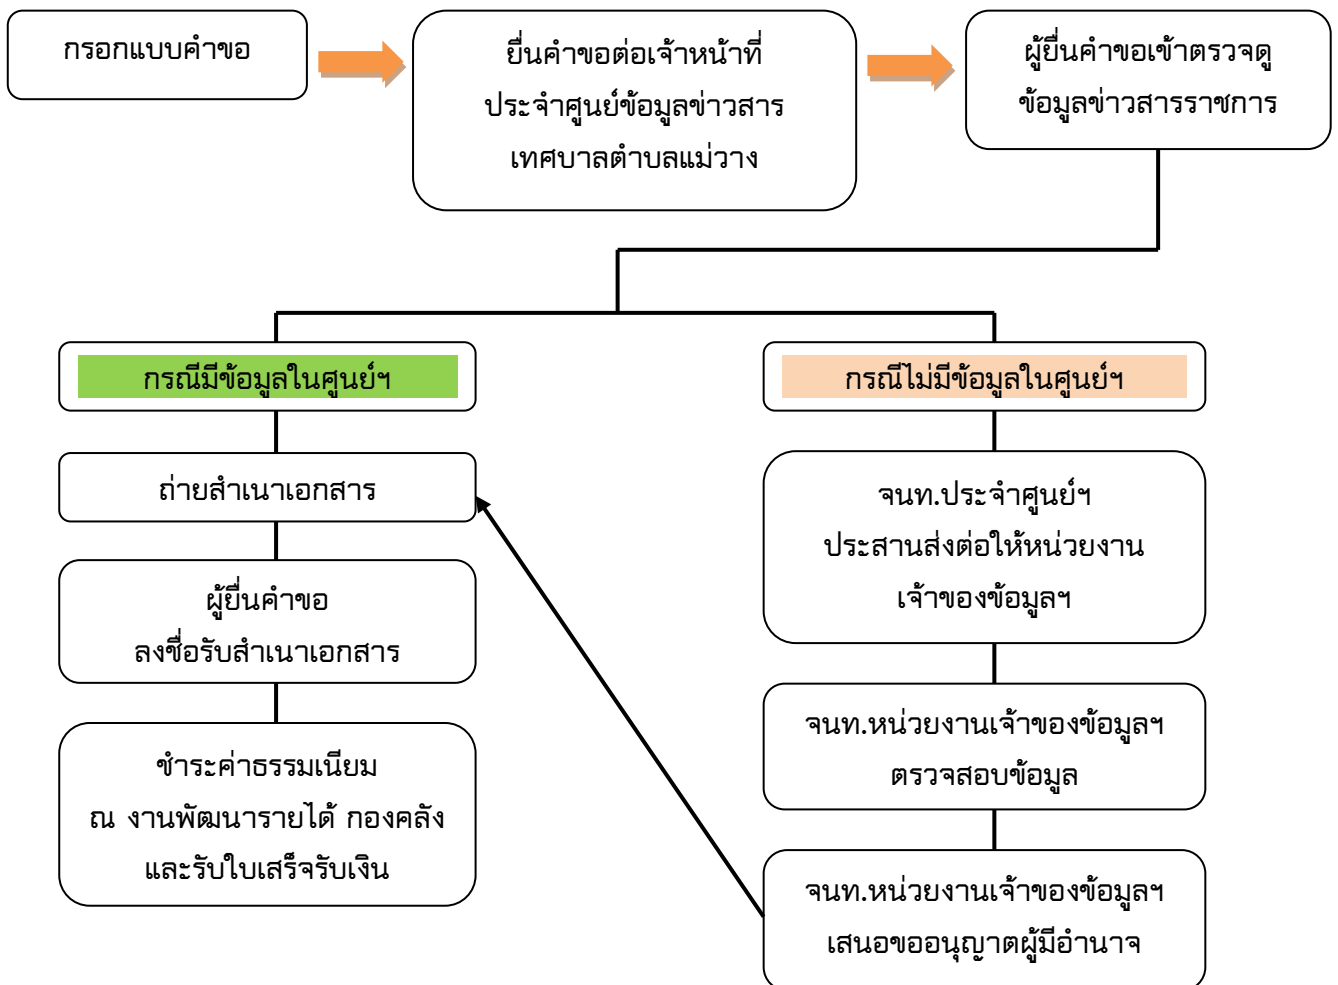 กรอกแบบคำขอ
ยื่นคำขอต่อเจ้าหน้าที่
ประจำศูนย์ข้อมูลข่าวสาร
เทศบาลตำบลแม่วาง
ผู้ยื่นคำขอเข้าตรวจดู
ข้อมูลข่าวสารราชการ
กรณีมีข้อมูลในศูนย์ฯ
ถ่ายสำเนาเอกสาร
ผู้ยื่นคำขอ
ลงชื่อรับสำเนาเอกสาร
ชำระค่าธรรมเนียม
ณ งานพัฒนารายได้ กองคลัง
และรับใบเสร็จรับเงิน
กรณีไม่มีข้อมูลในศูนย์ฯ
จนท.ประจำศูนย์ฯ
ประสานส่งต่อให้หน่วยงาน
เจ้าของข้อมูลฯ
จนท.หน่วยงานเจ้าของข้อมูลฯ
ตรวจสอบข้อมูล
จนท.หน่วยงานเจ้าของข้อมูลฯ
เสนอขออนุญาตผู้มีอำนาจ